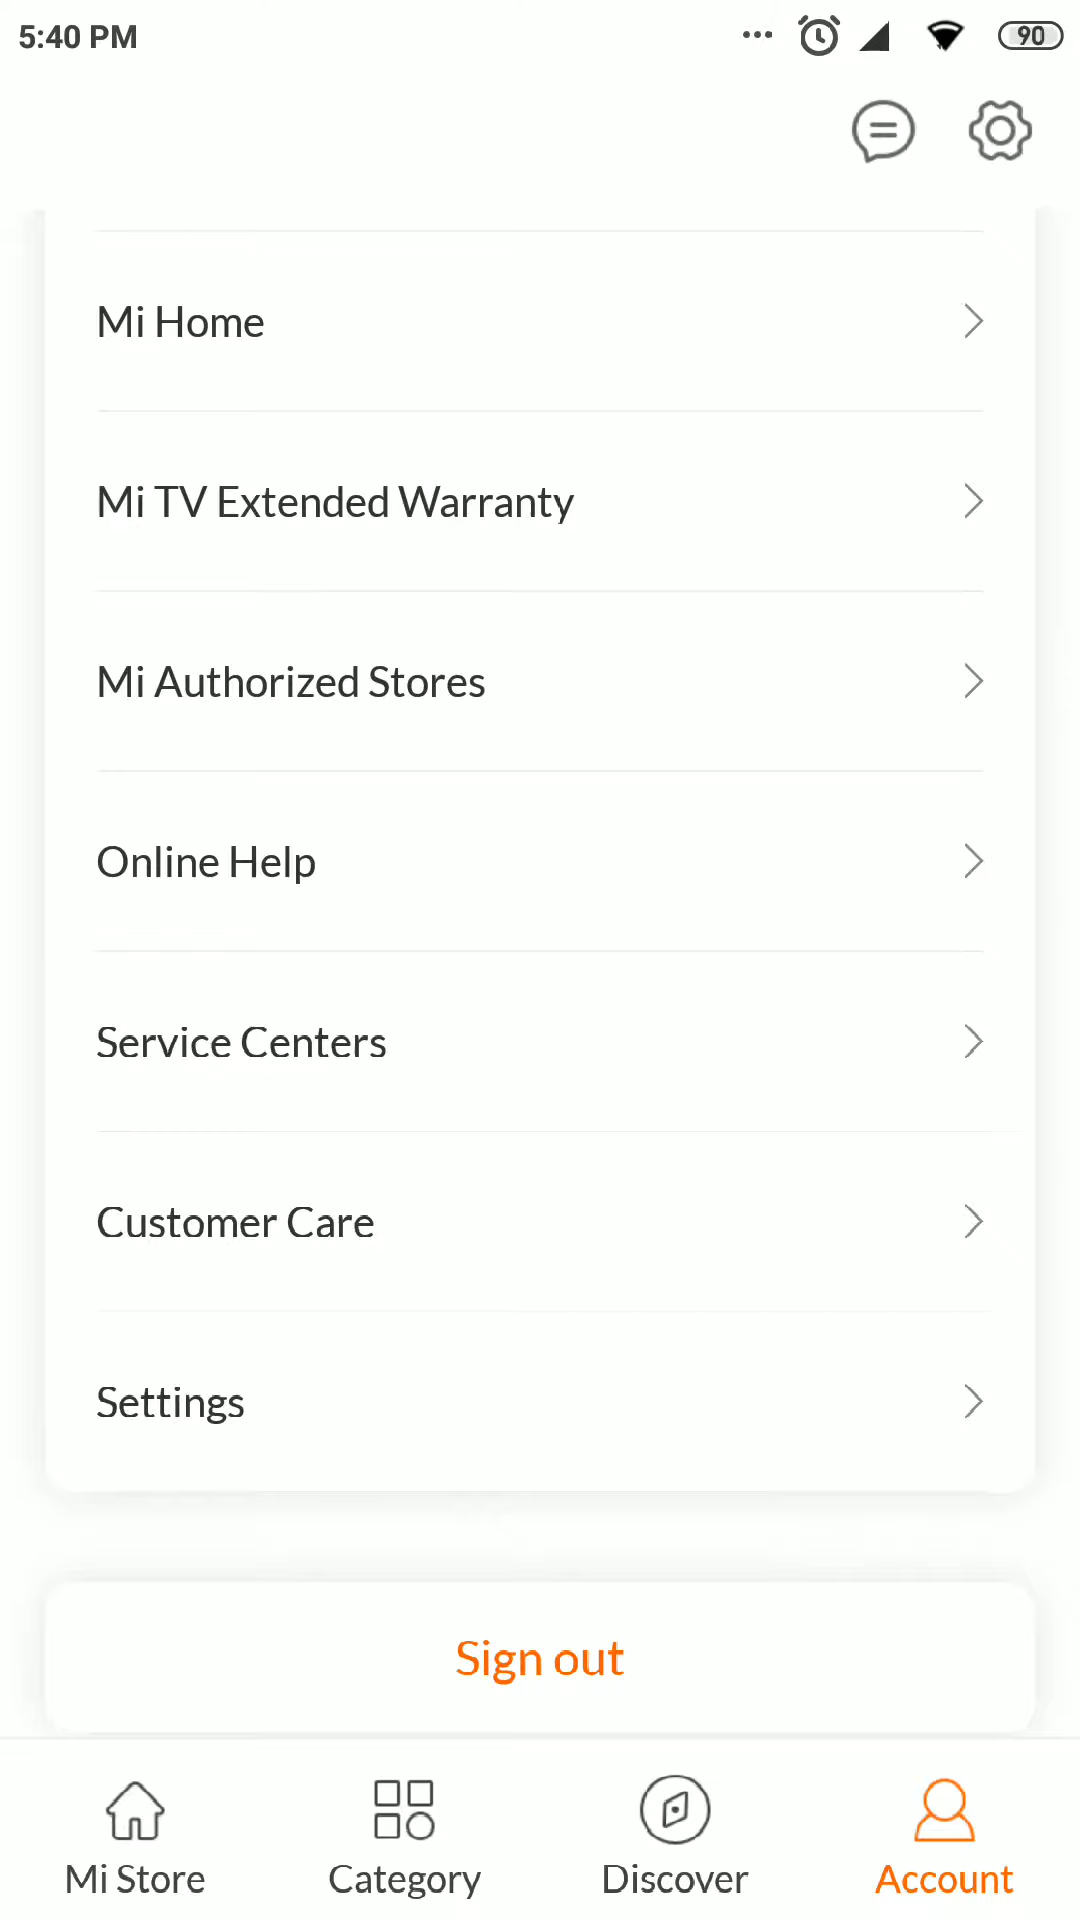 5:40 PM
90
Mi Home
Mi TV Extended Warranty
Mi Authorized Stores
Online Help
Service Centers
Customer Care
Settings
Sign out
Mi Store
Category
Discover
Account